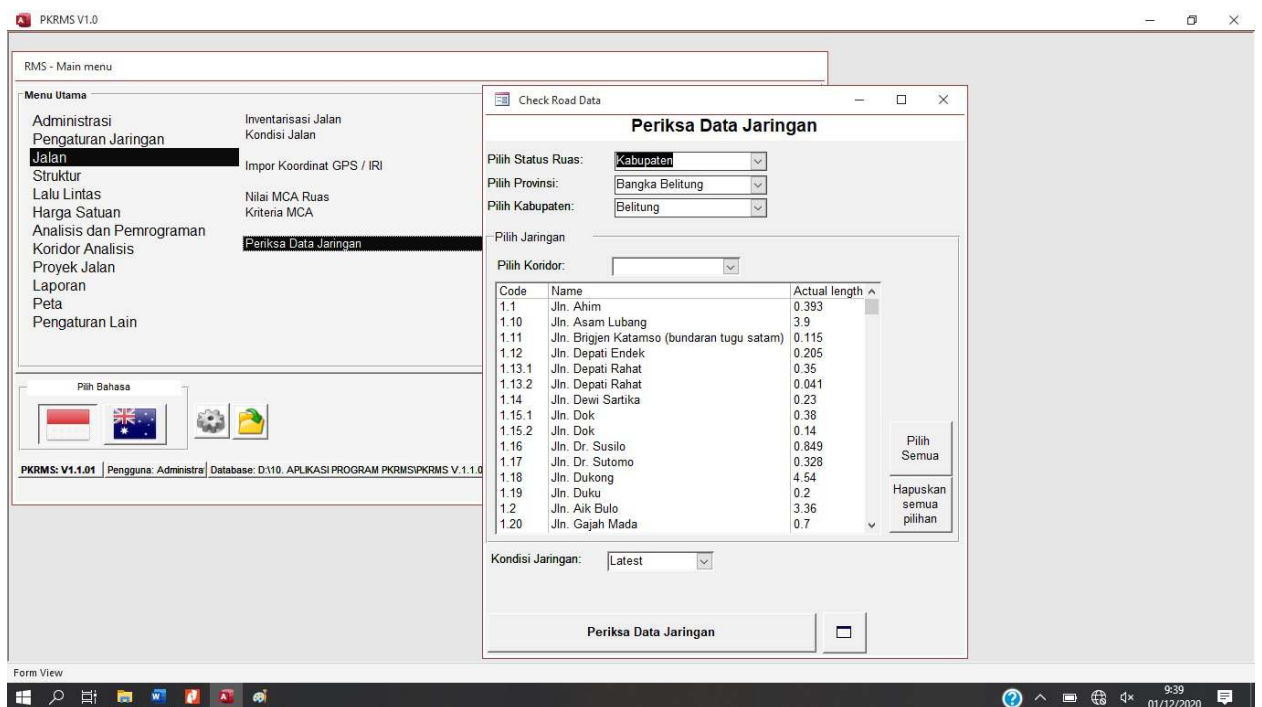 PKRMS V1.0
RMS - Main menu
Menu Utama
Administrasi
Pengaturan Jaringan
Jalan
Struktur
Lalu Lintas
Harga Satuan
Analisis dan Pemrograman
Koridor Analisis
Proyek Jalan
Laporan
Peta
Pengaturan Lain
Inventarisasi Jalan
Kondisi Jalan
Impor Koordinat GPS / IRI
Nilai MCA Ruas
Kriteria MCA
Periksa Data Jaringan
Pilih Bahasa
PKRMS: V1.1.01 Pengguna: Administra Database: D:\10. APLIKASI PROGRAM PKRMS\PKRMS V.1.1.0
Check Road Data
Periksa Data Jaringan
Pilih Status Ruas: Kabupaten
Pilih Provinsi: Bangka Belitung
Pilih Kabupaten: Belitung
Pilih Jaringan
Pilih Koridor:
Code Name Actual length
1.1 Jln. Ahim 0.393
1.10 Jln. Asam Lubang 3.9
1.11 Jln. Brigjen Katamso (bundaran tugu satam) 0.115
1.12 Jln. Depati Endek 0.205
1.13.1 Jln. Depati Rahat 0.35
1.13.2 Jln. Depati Rahat 0.041
1.14 Jln. Dewi Sartika 0.23
1.15.1 Jln. Dok 0.38
1.15.2 Jln. Dok 0.14
1.16 Jln. Dr. Susilo 0.849
1.17 Jln. Dr. Sutomo 0.328
1.18 Jln. Dukong 4.54
1.19 Jln. Duku 0.2
1.2 Jln. Aik Bulo 3.36
1.20 Jln. Gajah Mada 0.7
Pilih
Semua
Hapuskan
semua
pilihan
Kondisi Jaringan: Latest
Periksa Data Jaringan
Form View
9:39
01/12/2020